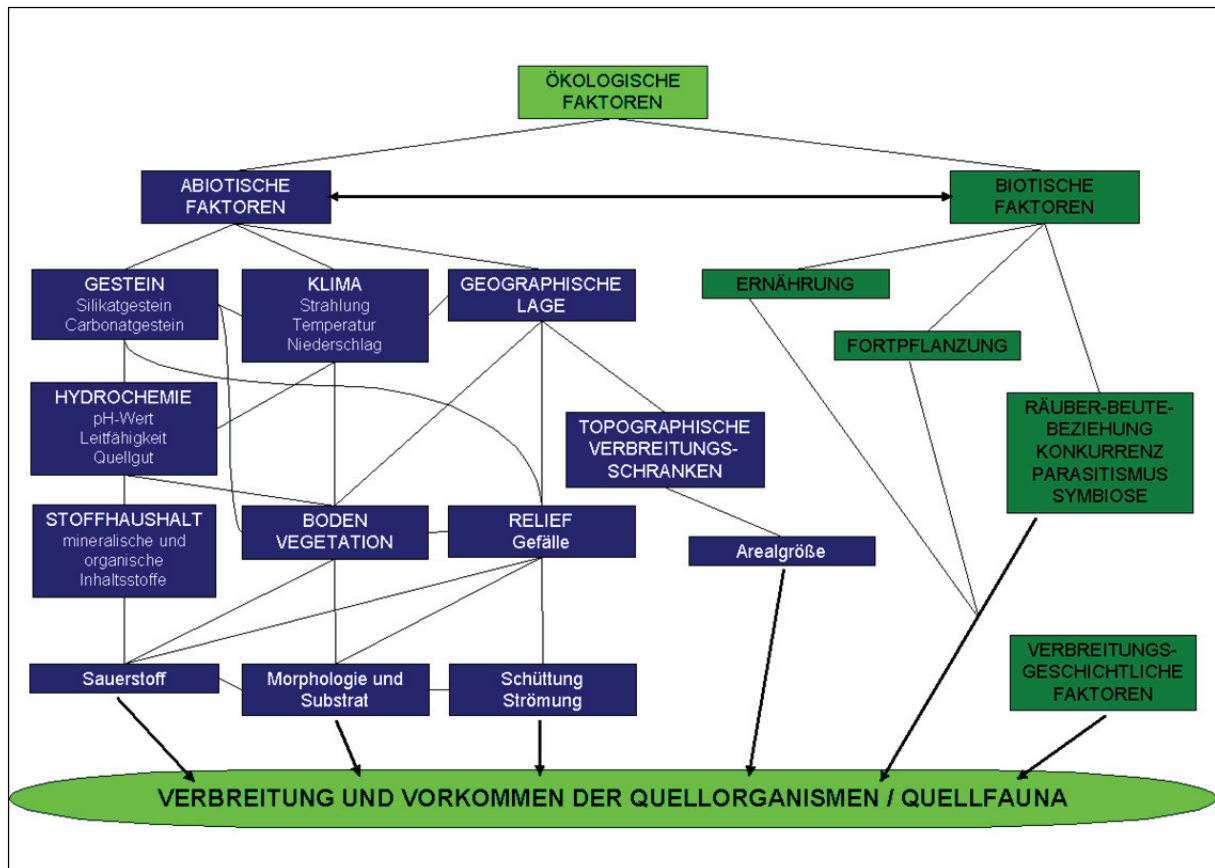 ÖKOLOGISCHE
FAKTOREN
ABIOTISCHE
FAKTOREN
BIOTISCHE
FAKTOREN
GESTEIN
Silikatgestein
Carbonatgestein
KLIMA
Strahlung
Temperatur
Niederschlag
GEOGRAPHISCHE
LAGE
ERNÄHRUNG
FORTPFLANZUNG
HYDROCHEMIE
pH-Wert
Leitfähigkeit
Quellgut
TOPOGRAPHISCHE
VERBREITUNGS-
SCHRANKEN
RÄUBER-BEUTE-
BEZIEHUNG
KONKURRENZ
PARASITISMUS
SYMBIOSE
STOFFHAUSHALT
mineralische und
organische
Inhaltsstoffe
BODEN
VEGETATION
RELIEF
Gefälle
Arealgröße
Sauerstoff
Morphologie und
Substrat
Schüttung
Strömung
VERBREITUNGS-
GESCHICHTLICHE
FAKTOREN
VERBREITUNG UND VORKOMMEN DER QUELLORGANISMEN / QUELLFAUNA